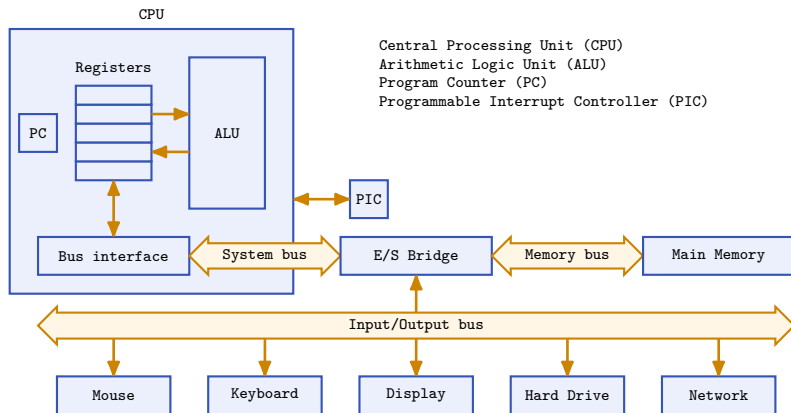 CPU
Central Processing Unit (CPU)
Arithmetic Logic Unit (ALU)
Program Counter (PC)
Programmable Interrupt Controller (PIC)
Registers
PC
ALU
PIC
Bus interface
System bus
E/S Bridge
Memory bus
Main Memory
Input/Output bus
Mouse
Keyboard
Display
Hard Drive
Network